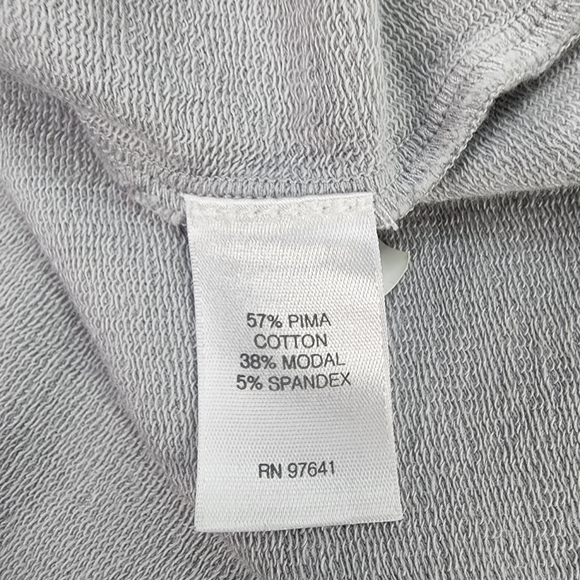 57% PIMA
COTTON
38% MODAL
5% SPANDEX
RN 97641